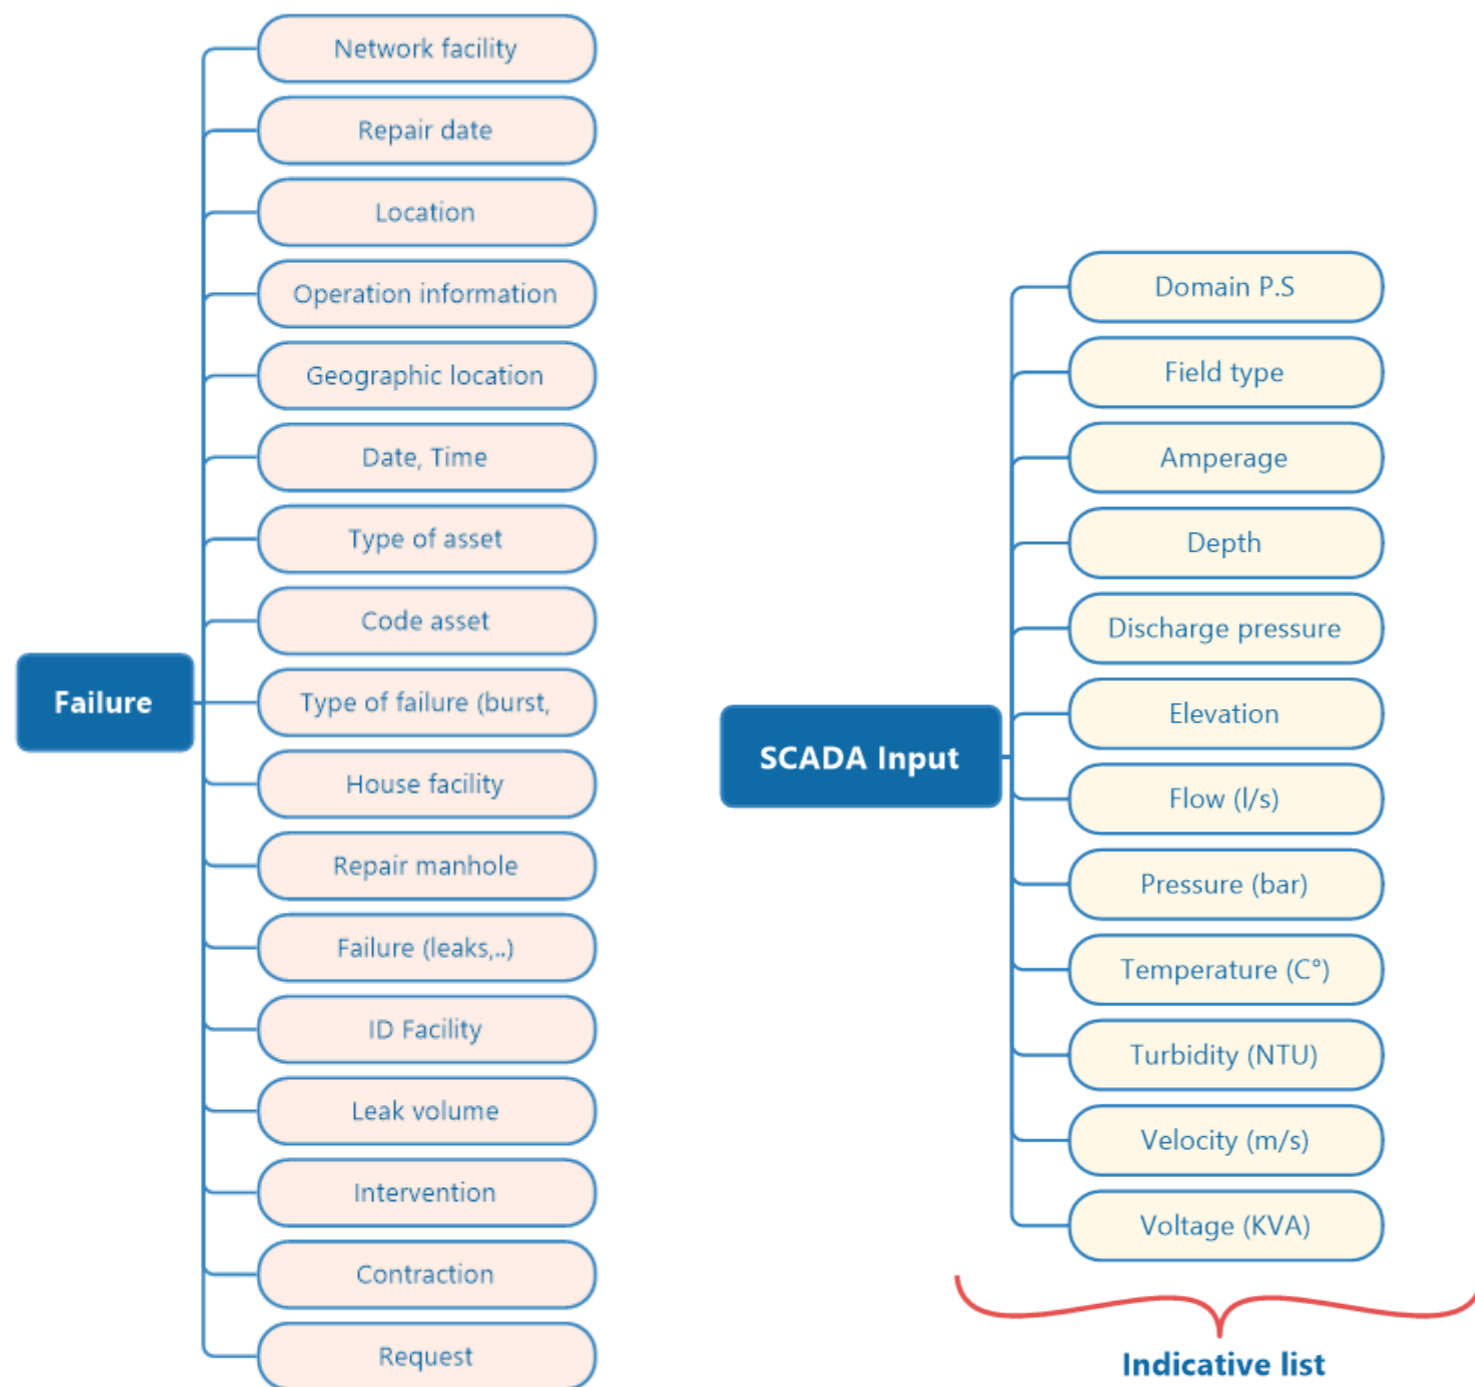 Network facility
Repair date
Location
Operation information
Geographic location
Date, Time
Type of asset
Code asset
Failure
Type of failure (burst,
House facility
Repair manhole
Failure (leaks,..)
ID Facility
Leak volume
Intervention
Contraction
Request
Domain P.S
Field type
Amperage
Depth
Discharge pressure
Elevation
SCADA Input
Flow (l/s)
Pressure (bar)
Temperature (C°)
Turbidity (NTU)
Velocity (m/s)
Voltage (KVA)
Indicative list